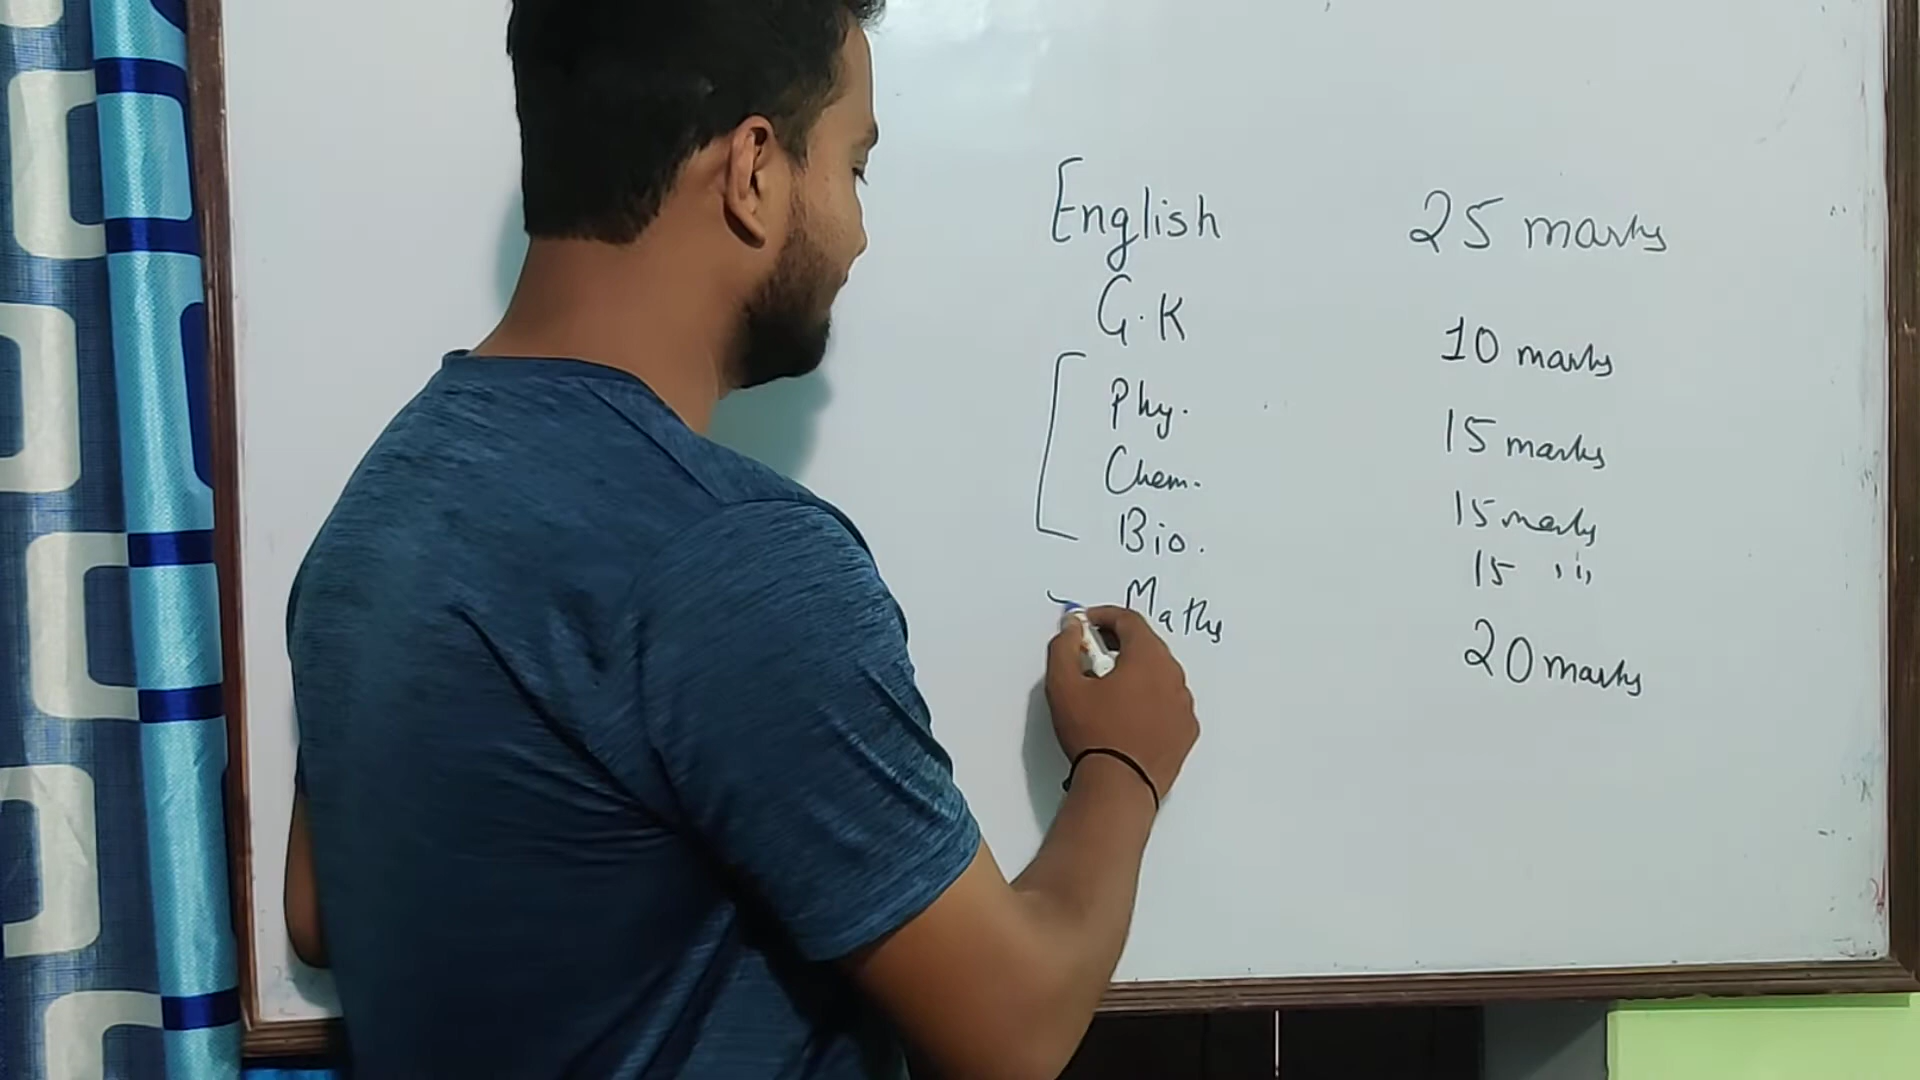 English 25 marks
G.K 10 marks
Phy. 15 marks
Chem. 15 marks
Bio. 15 ,,
Maths 20 marks